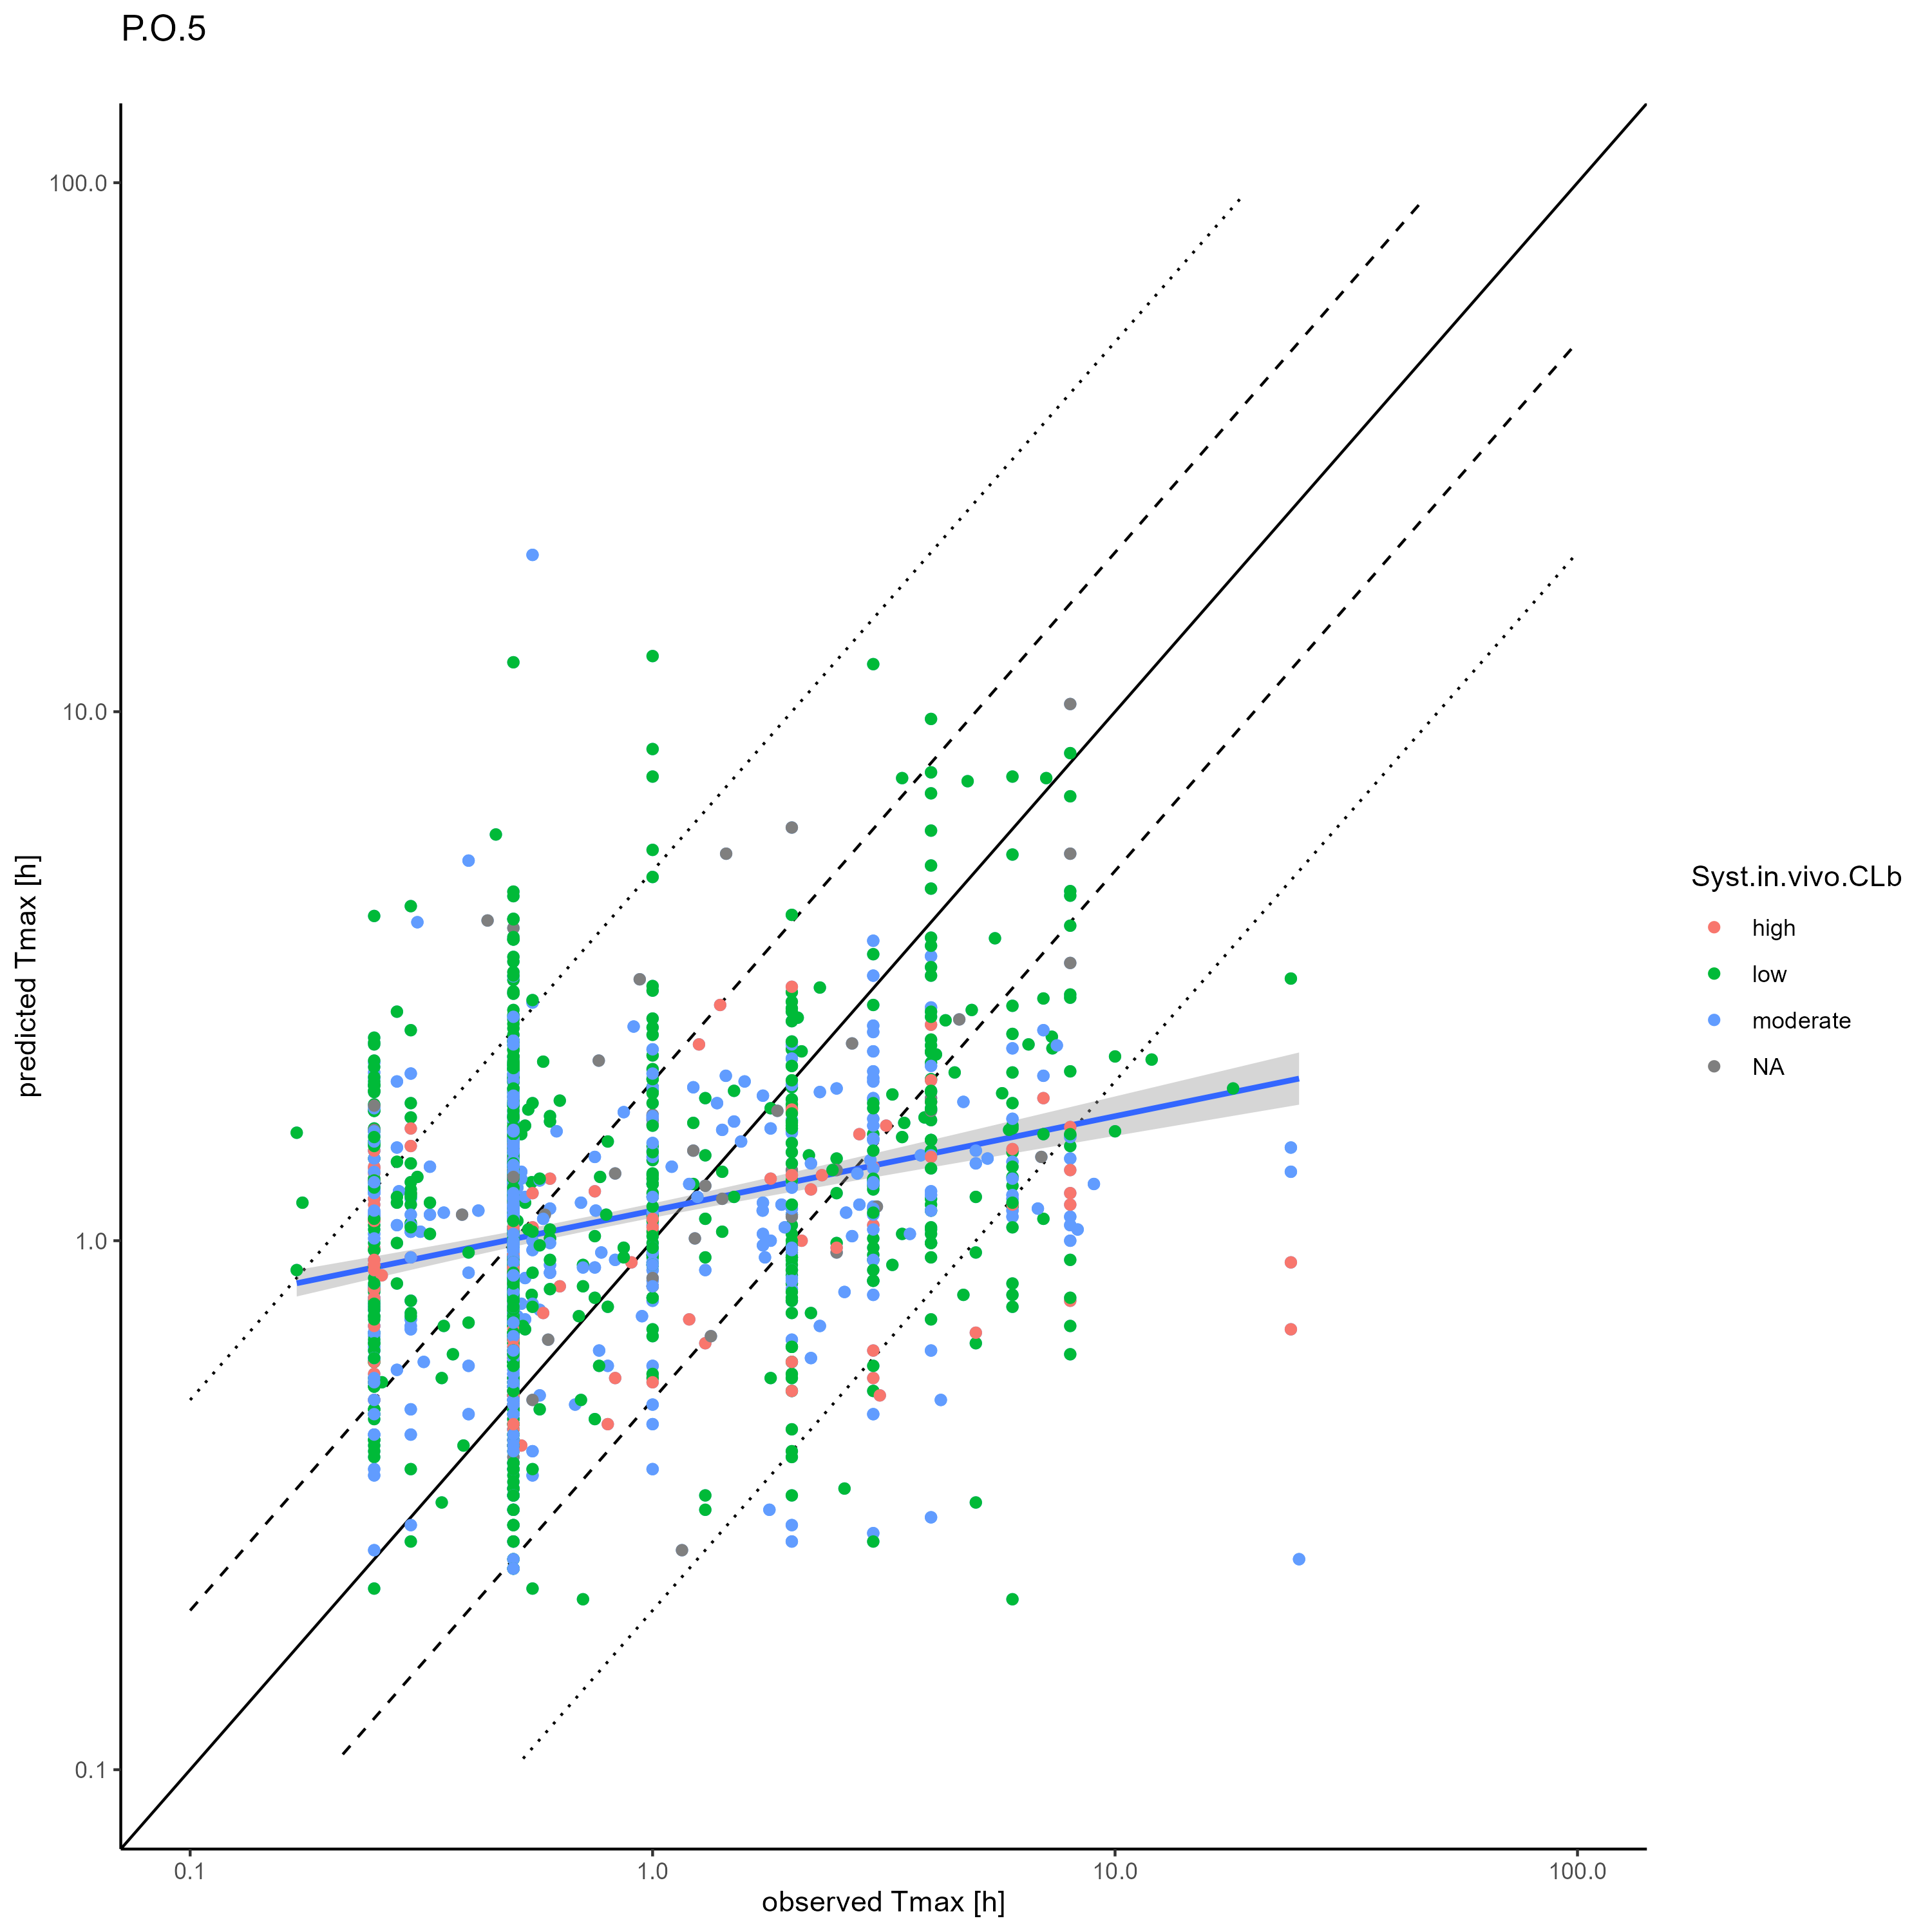 P.O.5
predicted Tmax [h]
100.0
10.0
1.0
0.1
0.1
1.0
10.0
100.0
observed Tmax [h]
Syst.in.vivo.CLb
high
low
moderate
NA